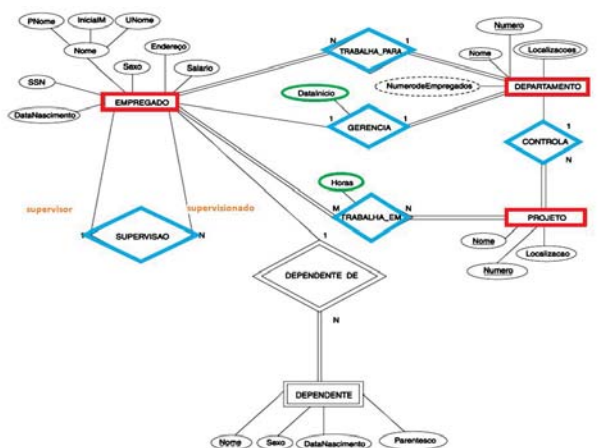 PNome InicialM UNome
Nome
Sexo
Endereço
Salario
SSN
DataNascimento
EMPREGADO
N TRABALHA_PARA 1
Numero
Nome
Localizacoes
NumerodeEmpregados
DEPARTAMENTO
DataInicio
1 GERENCIA 1
1
CONTROLA
N
Horas
M TRABALHA_EM N
PROJETO
Nome
Numero
Localizacao
supervisor
supervisionado
1 SUPERVISAO N
1
DEPENDENTE DE
N
DEPENDENTE
Nome Sexo DataNascimento Parentesco